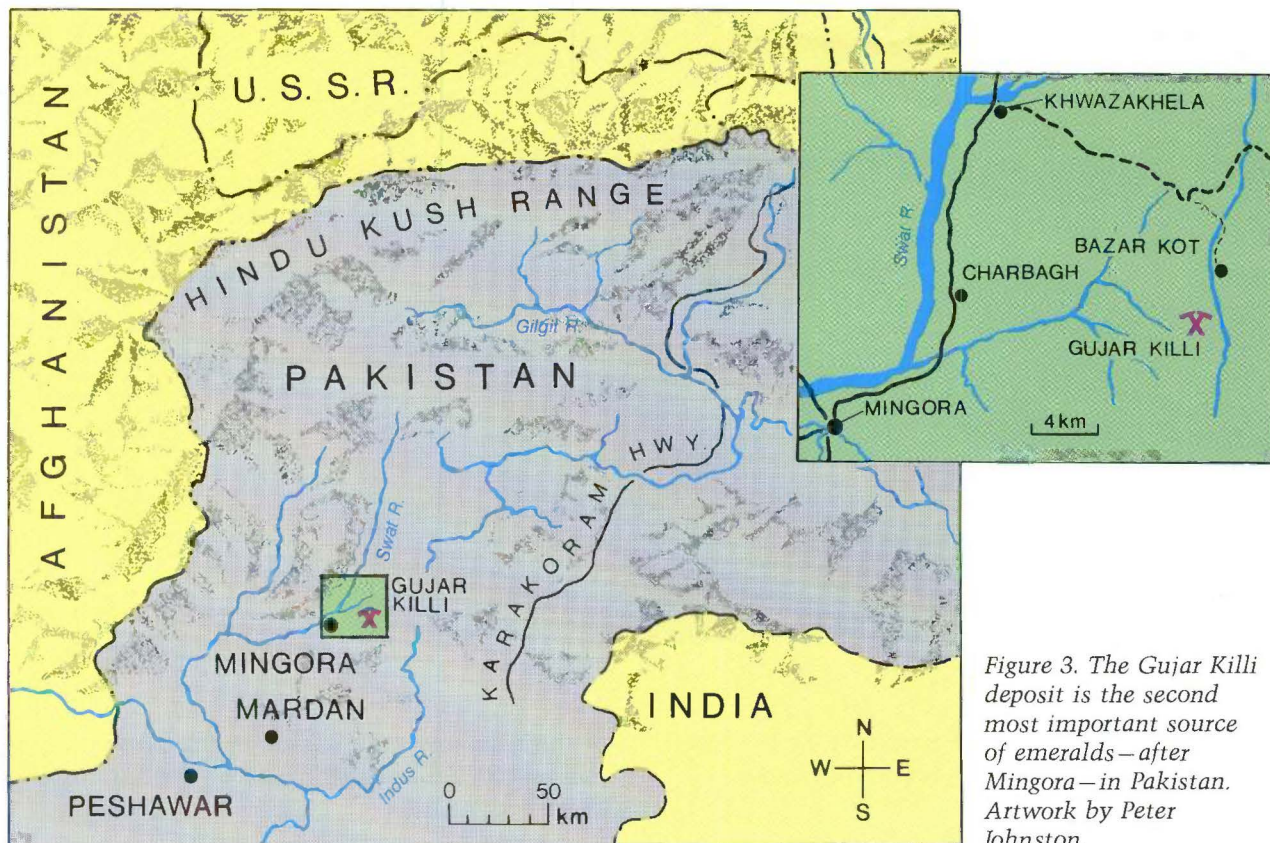 U.S.S.R.
AFGHANISTAN
HINDU KUSH RANGE
Gilgit R.
PAKISTAN
HWY
KARAKORAM
Swat R.
GUJAR
KILLI
MINGORA
MARDAN
PESHAWAR
Indus R.
0 50
km
INDIA
N
W E
S
KHWAZAKHELA
Swat R.
BAZAR KOT
CHARBAGH
GUJAR KILLI
MINGORA
4 km
Figure 3. The Gujar Killi
deposit is the second
most important source
of emeralds—after
Mingora—in Pakistan.
Artwork by Peter
Johnston